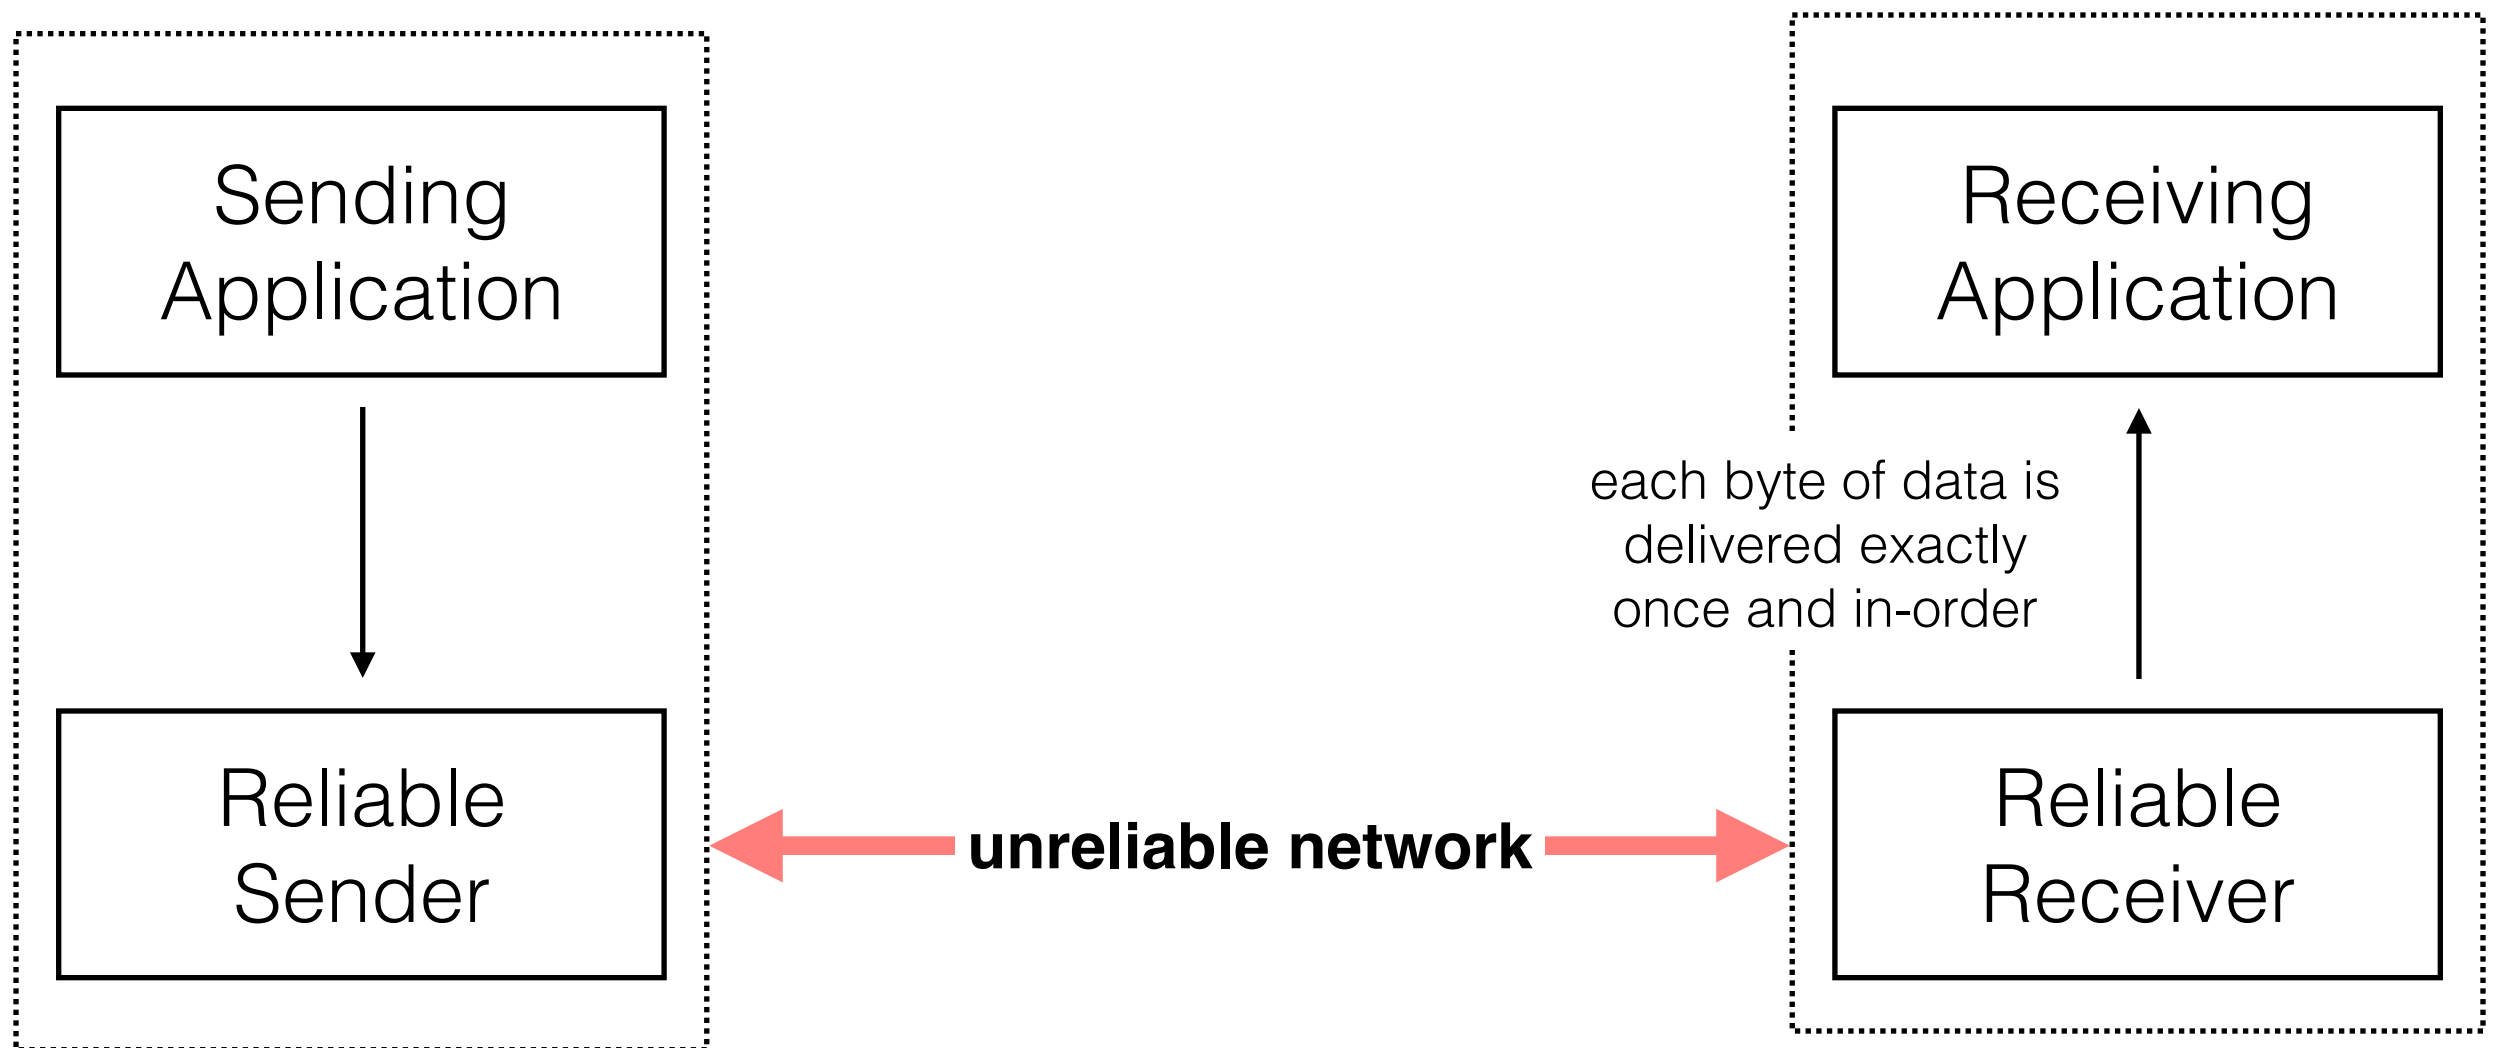 Sending
Application
Receiving
Application
each byte of data is
delivered exactly
once and in-order
Reliable
Sender
unreliable network
Reliable
Receiver